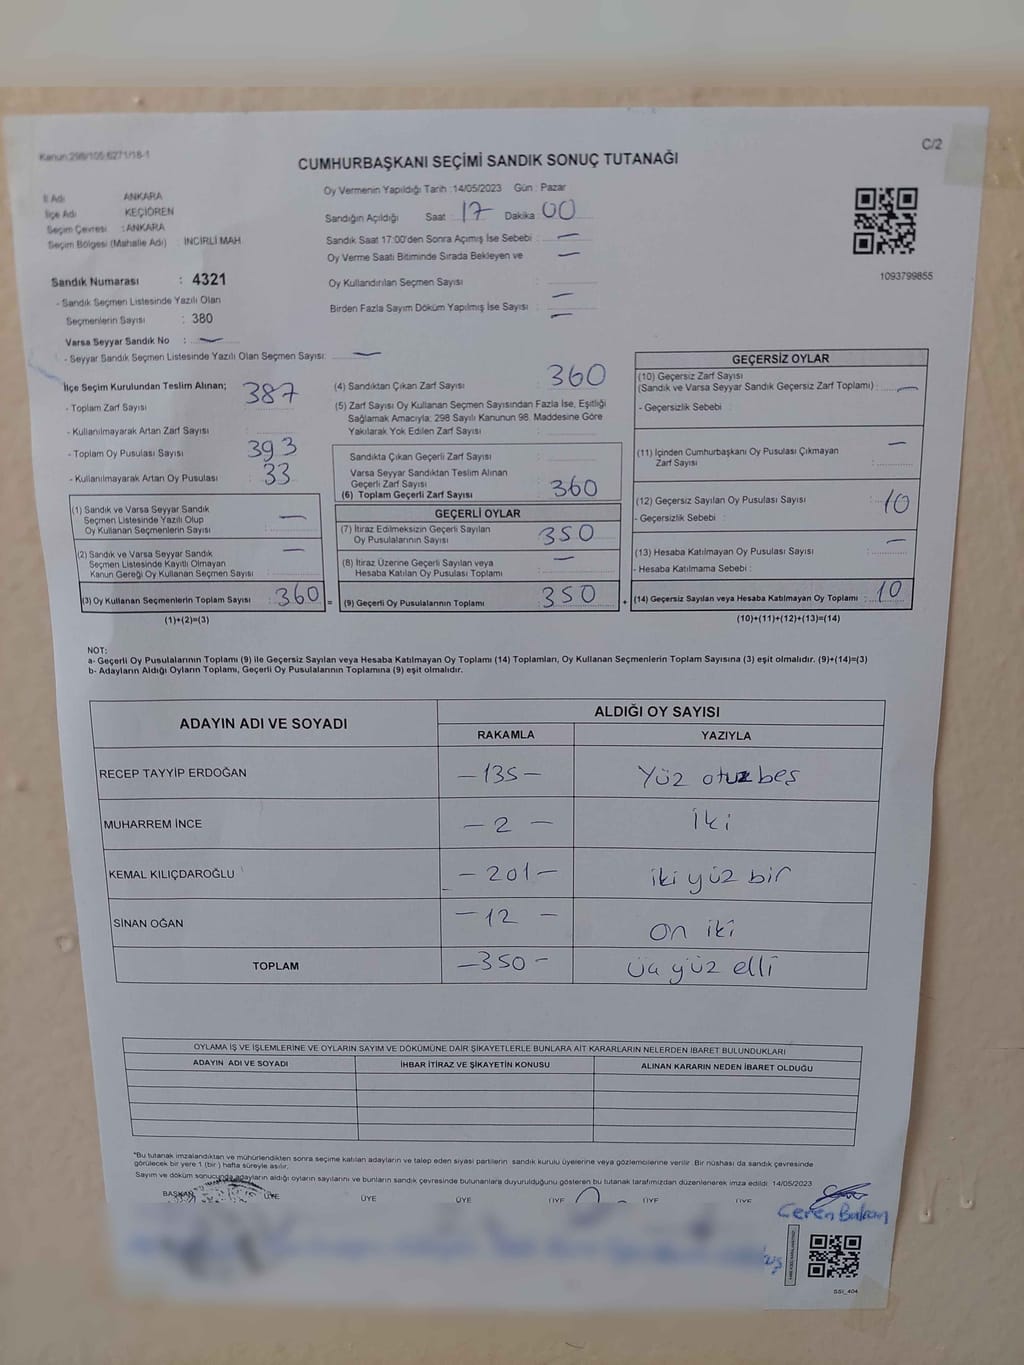 Kanun:298/105;6271/18-1
C/2
CUMHURBAŞKANI SEÇİMİ SANDIK SONUÇ TUTANAĞI
İl Adı ANKARA
İlçe Adı KEÇİÖREN
Seçim Çevresi : ANKARA
Seçim Bölgesi (Mahalle Adı) : İNCİRLİ MAH
Sandık Numarası : 4321
- Sandık Seçmen Listesinde Yazılı Olan
Seçmenlerin Sayısı : 380
Varsa Seyyar Sandık No : —
- Seyyar Sandık Seçmen Listesinde Yazılı Olan Seçmen Sayısı: —
Oy Vermenin Yapıldığı Tarih :14/05/2023 Gün : Pazar
Sandığın Açıldığı Saat 17 Dakika 00
Sandık Saat 17:00'den Sonra Açımış İse Sebebi : —
Oy Verme Saati Bitiminde Sırada Bekleyen ve —
Oy Kullandırılan Seçmen Sayısı :
Birden Fazla Sayım Döküm Yapılmış İse Sayısı : —
1093799855
İlçe Seçim Kurulundan Teslim Alınan;
- Toplam Zarf Sayısı 387
- Kullanılmayarak Artan Zarf Sayısı
- Toplam Oy Pusulası Sayısı 393
- Kullanılmayarak Artan Oy Pusulası 33
(1) Sandık ve Varsa Seyyar Sandık
Seçmen Listesinde Yazılı Olup
Oy Kullanan Seçmenlerin Sayısı : —
(2) Sandık ve Varsa Seyyar Sandık
Seçmen Listesinde Kayıtlı Olmayan
Kanun Gereği Oy Kullanan Seçmen Sayısı : —
(3) Oy Kullanan Seçmenlerin Toplam Sayısı : 360 =
(1)+(2)=(3)
(4) Sandıktan Çıkan Zarf Sayısı : 360
(5) Zarf Sayısı Oy Kullanan Seçmen Sayısından Fazla İse, Eşitliği
Sağlamak Amacıyla; 298 Sayılı Kanunun 98. Maddesine Göre
Yakılarak Yok Edilen Zarf Sayısı :
Sandıkta Çıkan Geçerli Zarf Sayısı :
Varsa Seyyar Sandıktan Teslim Alınan
Geçerli Zarf Sayısı :
(6) Toplam Geçerli Zarf Sayısı : 360
GEÇERLİ OYLAR
(7) İtiraz Edilmeksizin Geçerli Sayılan
Oy Pusulalarının Sayısı : 350
(8) İtiraz Üzerine Geçerli Sayılan veya
Hesaba Katılan Oy Pusulası Toplamı : —
(9) Geçerli Oy Pusulalarının Toplamı : 350 +
GEÇERSİZ OYLAR
(10) Geçersiz Zarf Sayısı
(Sandık ve Varsa Seyyar Sandık Geçersiz Zarf Toplamı) : —
- Geçersizlik Sebebi :
(11) İçinden Cumhurbaşkanı Oy Pusulası Çıkmayan
Zarf Sayısı : —
(12) Geçersiz Sayılan Oy Pusulası Sayısı : 10
- Geçersizlik Sebebi :
(13) Hesaba Katılmayan Oy Pusulası Sayısı : —
- Hesaba Katılmama Sebebi :
(14) Geçersiz Sayılan veya Hesaba Katılmayan Oy Toplamı : 10
(10)+(11)+(12)+(13)=(14)
NOT:
a- Geçerli Oy Pusulalarının Toplamı (9) ile Geçersiz Sayılan veya Hesaba Katılmayan Oy Toplamı (14) Toplamları, Oy Kullanan Seçmenlerin Toplam Sayısına (3) eşit olmalıdır. (9)+(14)=(3)
b- Adayların Aldığı Oyların Toplamı, Geçerli Oy Pusulalarının Toplamına (9) eşit olmalıdır.
ADAYIN ADI VE SOYADI ALDIĞI OY SAYISI
RAKAMLA YAZIYLA
RECEP TAYYİP ERDOĞAN —135— Yüz otuz beş
MUHARREM İNCE — 2 — İki
KEMAL KILIÇDAROĞLU — 201 — iki yüz bir
SİNAN OĞAN — 12 — on iki
TOPLAM —350— Üç yüz elli
OYLAMA İŞ VE İŞLEMLERİNE VE OYLARIN SAYIM VE DÖKÜMÜNE DAİR ŞİKAYETLERLE BUNLARA AİT KARARLARIN NELERDEN İBARET BULUNDUKLARI
ADAYIN ADI VE SOYADI İHBAR İTİRAZ VE ŞİKAYETİN KONUSU ALINAN KARARIN NEDEN İBARET OLDUĞU
*Bu tutanak imzalandıktan ve mühürlendikten sonra seçime katılan adayların ve talep eden siyasi partilerin sandık kurulu üyelerine veya gözlemcilerine verilir. Bir nüshası da sandık çevresinde
görülecek bir yere 1 (bir) hafta süreyle asılır.
Sayım ve döküm sonucunda adayların aldığı oyların sayılarını ve bunların sandık çevresinde bulunanlara duyurulduğunu gösteren bu tutanak tarafımızdan düzenlenerek imza edildi. 14/05/2023
BAŞKAN ÜYE ÜYE ÜYE ÜYE ÜYE ÜYE
Ceren Balkan
SSİ_404